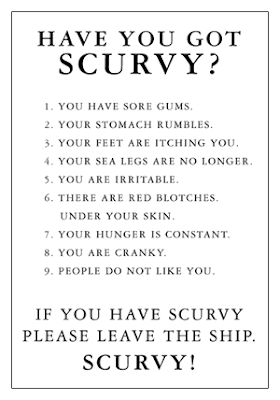 HAVE YOU GOT
SCURVY?
1. YOU HAVE SORE GUMS.
2. YOUR STOMACH RUMBLES.
3. YOUR FEET ARE ITCHING YOU.
4. YOUR SEA LEGS ARE NO LONGER.
5. YOU ARE IRRITABLE.
6. THERE ARE RED BLOTCHES.
UNDER YOUR SKIN.
7. YOUR HUNGER IS CONSTANT.
8. YOU ARE CRANKY.
9. PEOPLE DO NOT LIKE YOU.
IF YOU HAVE SCURVY
PLEASE LEAVE THE SHIP.
SCURVY!